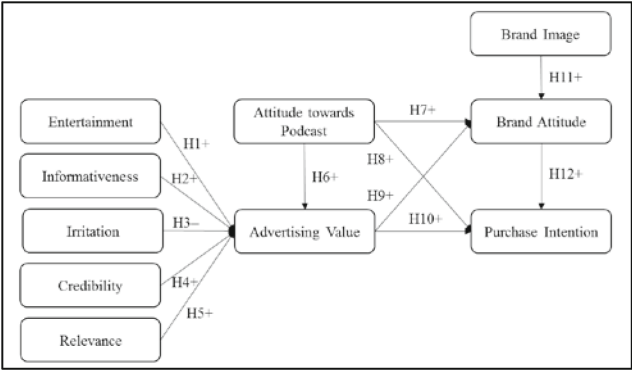 Brand Image
H11+
Entertainment
Attitude towards
Podcast
H7+
Brand Attitude
H1+
H8+
Informativeness
H2+
H6+
H12+
H9+
Irritation
H3–
Advertising Value
H10+
Purchase Intention
Credibility
H4+
H5+
Relevance